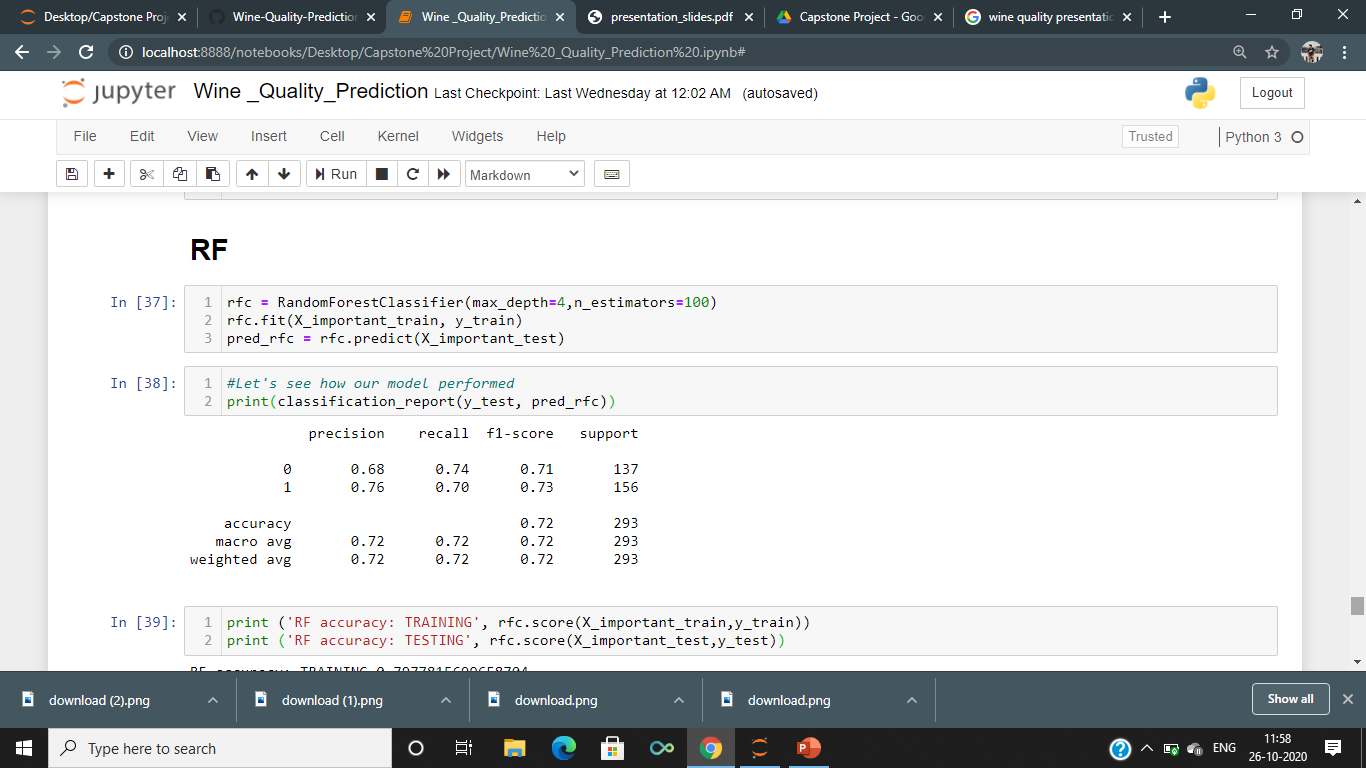 Desktop/Capstone Proj
Wine-Quality-Prediction
Wine _Quality_Predictio
presentation_slides.pdf
Capstone Project - Goo
wine quality presentatio
localhost:8888/notebooks/Desktop/Capstone%20Project/Wine%20_Quality_Prediction%20.ipynb#
jupyter Wine _Quality_Prediction Last Checkpoint: Last Wednesday at 12:02 AM (autosaved)
Logout
File Edit View Insert Cell Kernel Widgets Help
Trusted
Python 3
Run
Markdown
RF
In [37]:
1 rfc = RandomForestClassifier(max_depth=4,n_estimators=100)
2 rfc.fit(X_important_train, y_train)
3 pred_rfc = rfc.predict(X_important_test)
In [38]:
1 #Let's see how our model performed
2 print(classification_report(y_test, pred_rfc))
precision recall f1-score support
0 0.68 0.74 0.71 137
1 0.76 0.70 0.73 156
accuracy 0.72 293
macro avg 0.72 0.72 0.72 293
weighted avg 0.72 0.72 0.72 293
In [39]:
1 print ('RF accuracy: TRAINING', rfc.score(X_important_train,y_train))
2 print ('RF accuracy: TESTING', rfc.score(X_important_test,y_test))
RF accuracy: TRAINING
download (2).png
download (1).png
download.png
download.png
Show all
Type here to search
P
ENG
11:58
26-10-2020